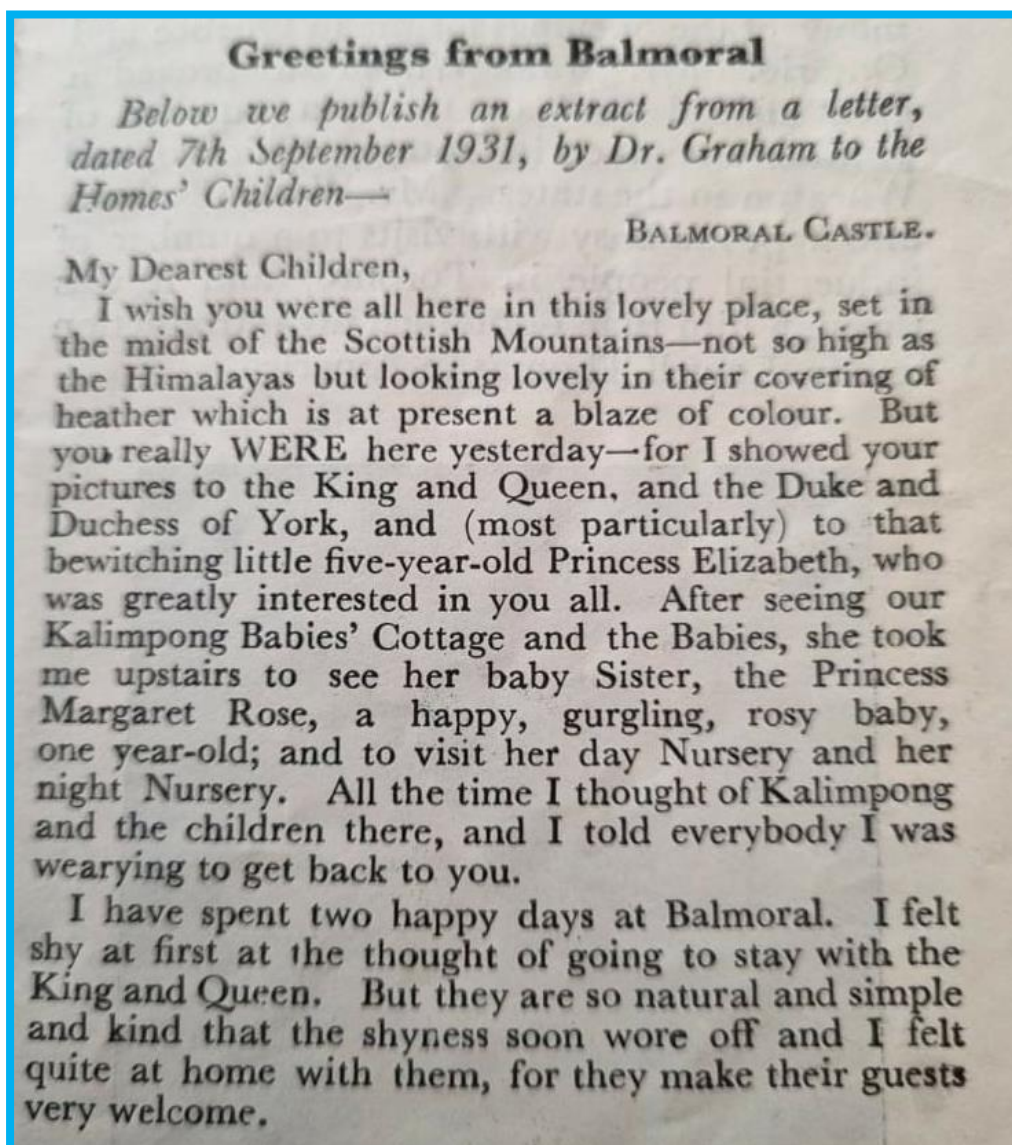 Greetings from Balmoral
Below we publish an extract from a letter,
dated 7th September 1931, by Dr. Graham to the
Homes' Children—
BALMORAL CASTLE.
My Dearest Children,
I wish you were all here in this lovely place, set in
the midst of the Scottish Mountains—not so high as
the Himalayas but looking lovely in their covering of
heather which is at present a blaze of colour. But
you really WERE here yesterday—for I showed your
pictures to the King and Queen, and the Duke and
Duchess of York, and (most particularly) to that
bewitching little five-year-old Princess Elizabeth, who
was greatly interested in you all. After seeing our
Kalimpong Babies' Cottage and the Babies, she took
me upstairs to see her baby Sister, the Princess
Margaret Rose, a happy, gurgling, rosy baby,
one year-old; and to visit her day Nursery and her
night Nursery. All the time I thought of Kalimpong
and the children there, and I told everybody I was
wearying to get back to you.
I have spent two happy days at Balmoral. I felt
shy at first at the thought of going to stay with the
King and Queen. But they are so natural and simple
and kind that the shyness soon wore off and I felt
quite at home with them, for they make their guests
very welcome.